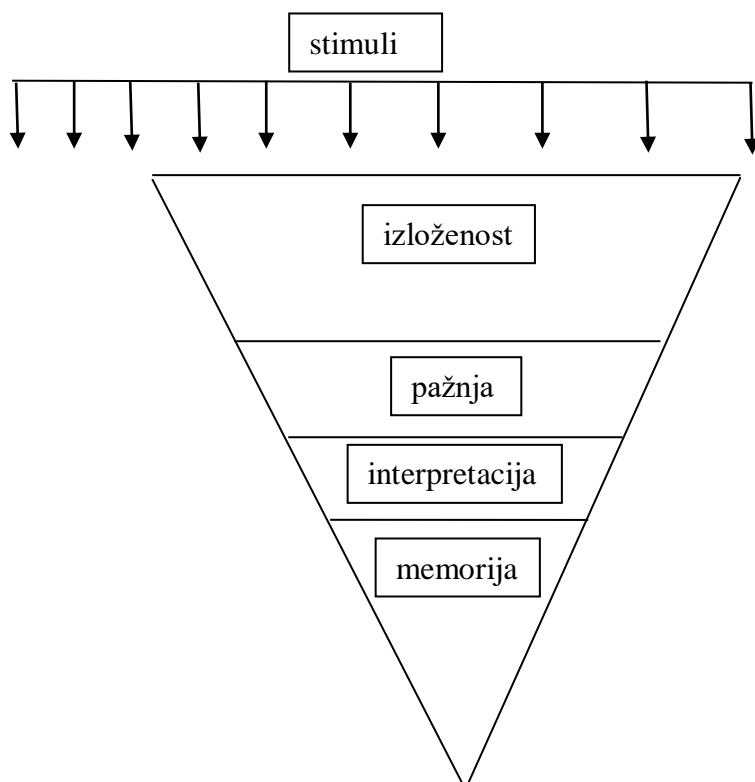 stimuli
izloženost
pažnja
interpretacija
memorija